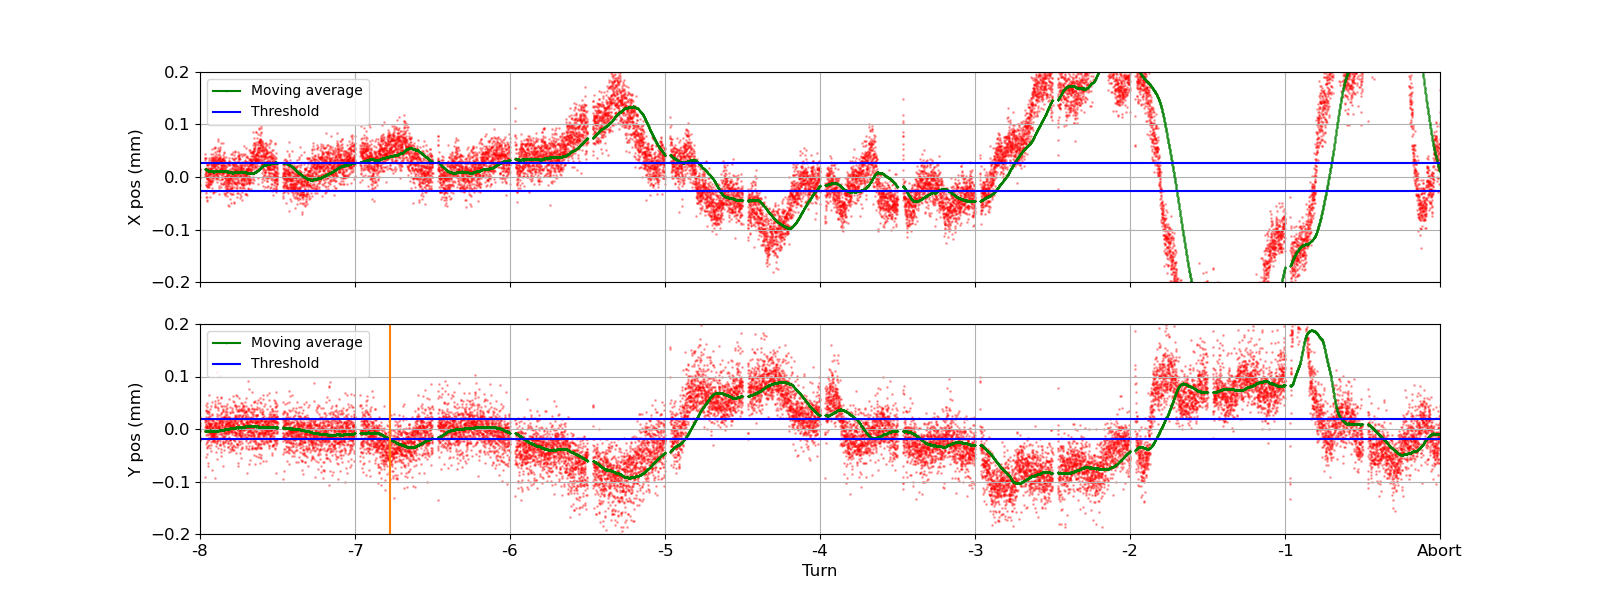 0.2
0.1
0.0
−0.1
−0.2
X pos (mm)
Moving average
Threshold
0.2
0.1
0.0
−0.1
−0.2
Y pos (mm)
Moving average
Threshold
-8 -7 -6 -5 -4 -3 -2 -1 Abort
Turn